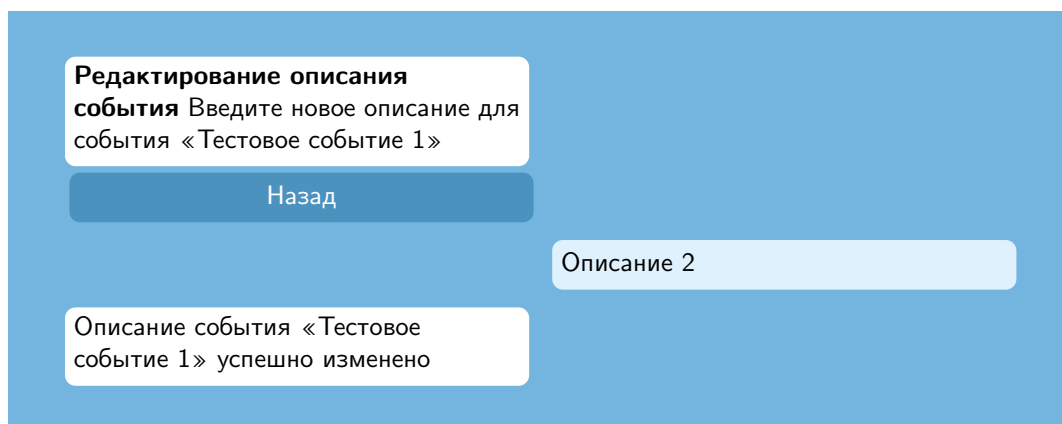 Редактирование описания
события Введите новое описание для
события «Тестовое событие 1»
Назад
Описание 2
Описание события «Тестовое
событие 1» успешно изменено